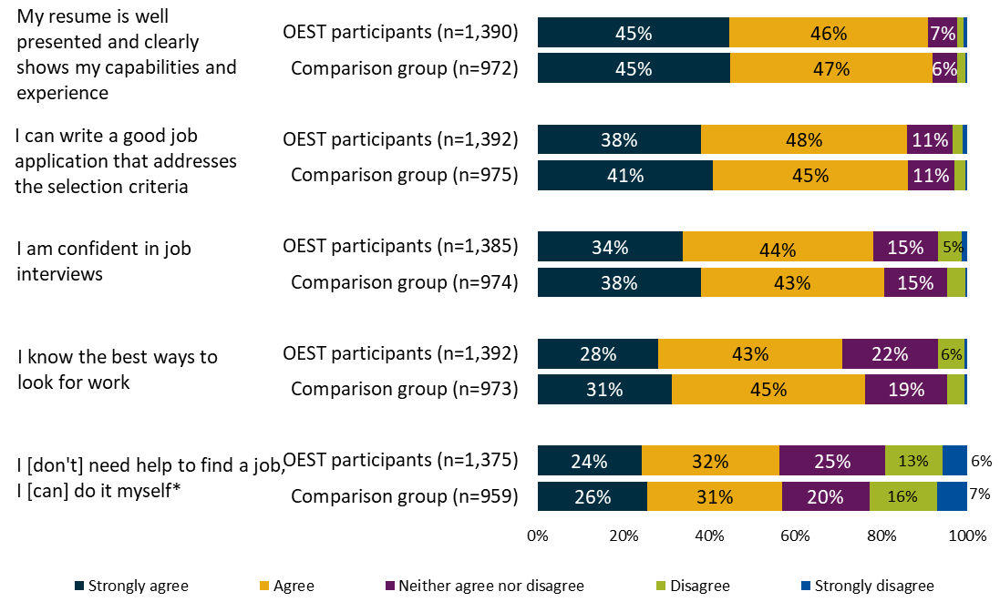 My resume is well
presented and clearly
shows my capabilities and
experience
OEST participants (n=1,390)
45%
46%
7%
Comparison group (n=972)
45%
47%
6%
I can write a good job
application that addresses
the selection criteria
OEST participants (n=1,392)
38%
48%
11%
Comparison group (n=975)
41%
45%
11%
I am confident in job
interviews
OEST participants (n=1,385)
34%
44%
15%
5%
Comparison group (n=974)
38%
43%
15%
I know the best ways to
look for work
OEST participants (n=1,392)
28%
43%
22%
6%
Comparison group (n=973)
31%
45%
19%
I [don't] need help to find a job,
I [can] do it myself*
OEST participants (n=1,375)
24%
32%
25%
13%
6%
Comparison group (n=959)
26%
31%
20%
16%
7%
0% 20% 40% 60% 80% 100%
Strongly agree Agree Neither agree nor disagree Disagree Strongly disagree